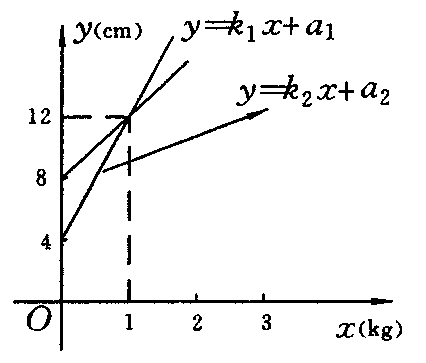 y(cm)
y=k₁x+a₁
y=k₂x+a₂
12
8
4
O
1
2
3
x(kg)